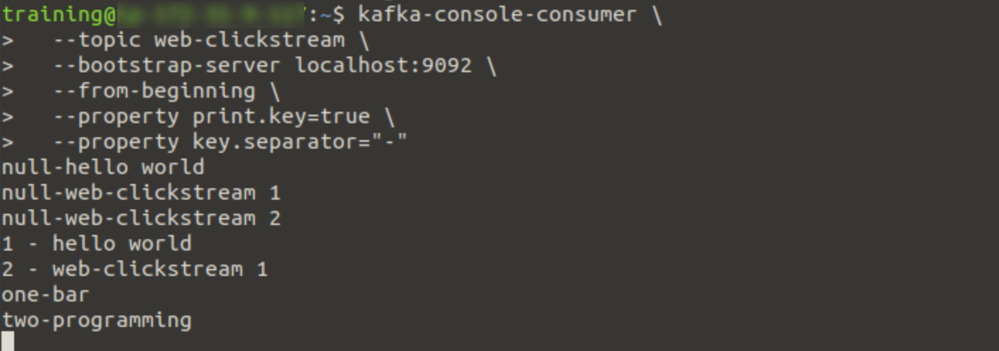 training@ :~$ kafka-console-consumer \
>   --topic web-clickstream \
>   --bootstrap-server localhost:9092 \
>   --from-beginning \
>   --property print.key=true \
>   --property key.separator="-"
null-hello world
null-web-clickstream 1
null-web-clickstream 2
1 - hello world
2 - web-clickstream 1
one-bar
two-programming